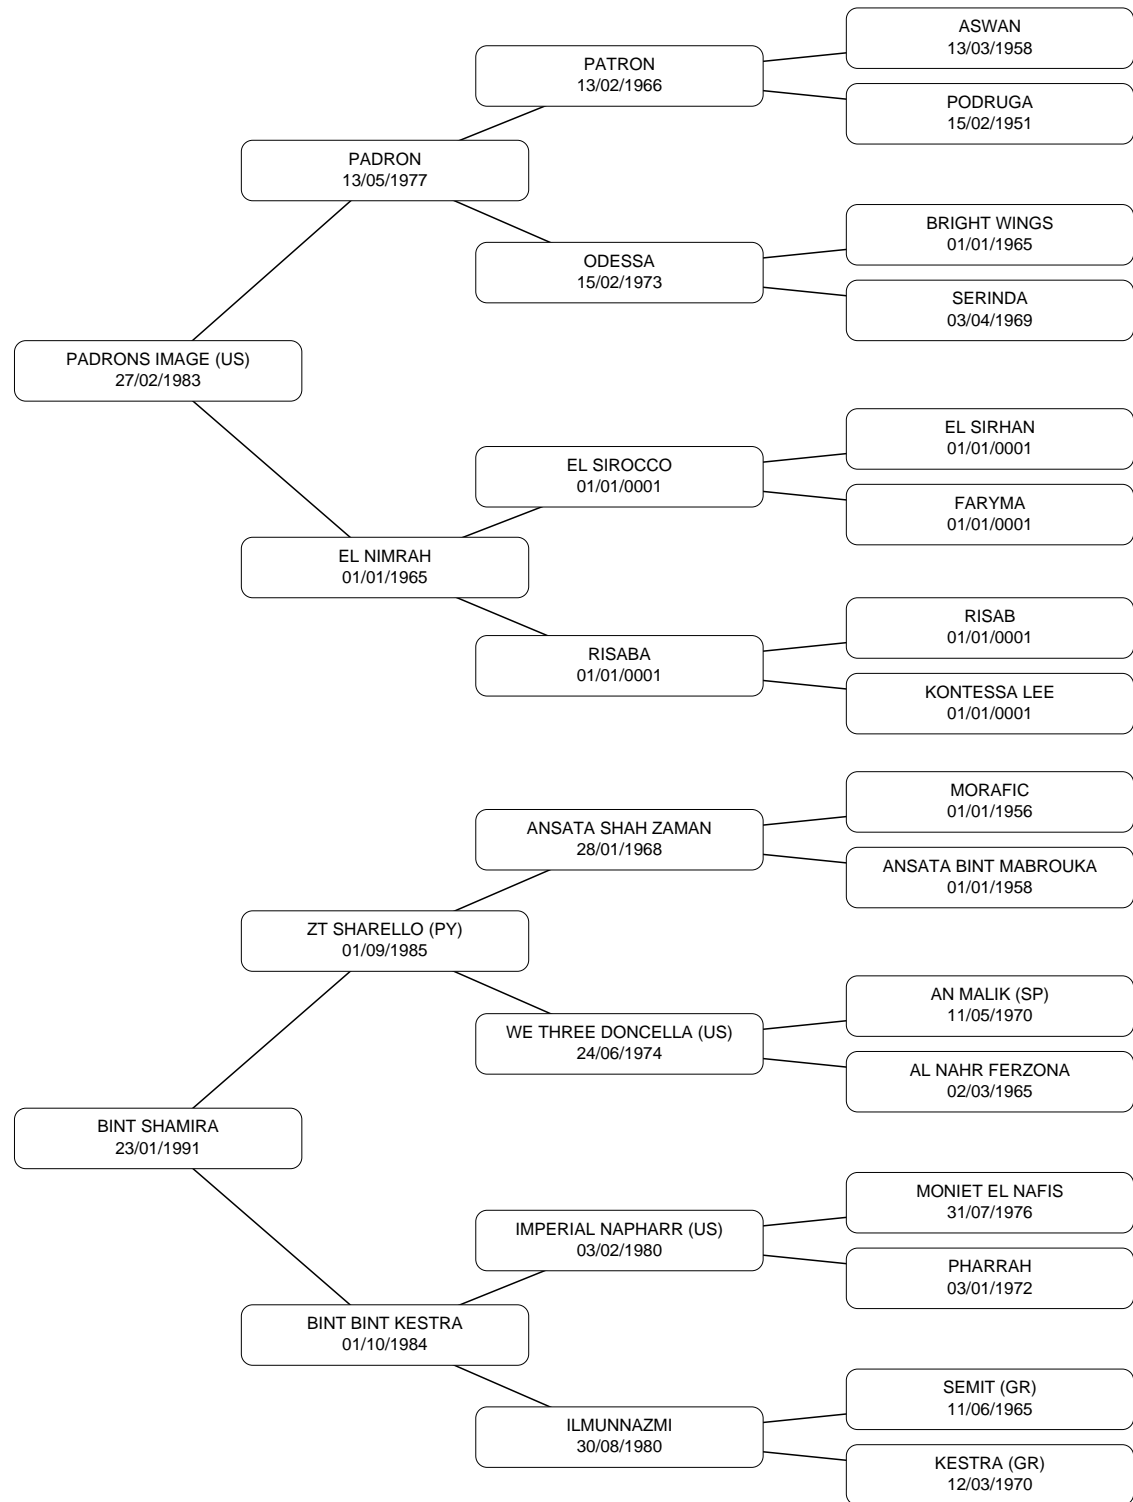 ASWAN
13/03/1958
PATRON
13/02/1966
PODRUGA
15/02/1951
PADRON
13/05/1977
BRIGHT WINGS
01/01/1965
ODESSA
15/02/1973
SERINDA
03/04/1969
PADRONS IMAGE (US)
27/02/1983
EL SIRHAN
01/01/0001
EL SIROCCO
01/01/0001
FARYMA
01/01/0001
EL NIMRAH
01/01/1965
RISAB
01/01/0001
RISABA
01/01/0001
KONTESSA LEE
01/01/0001
MORAFIC
01/01/1956
ANSATA SHAH ZAMAN
28/01/1968
ANSATA BINT MABROUKA
01/01/1958
ZT SHARELLO (PY)
01/09/1985
AN MALIK (SP)
11/05/1970
WE THREE DONCELLA (US)
24/06/1974
AL NAHR FERZONA
02/03/1965
BINT SHAMIRA
23/01/1991
MONIET EL NAFIS
31/07/1976
IMPERIAL NAPHARR (US)
03/02/1980
PHARRAH
03/01/1972
BINT BINT KESTRA
01/10/1984
SEMIT (GR)
11/06/1965
ILMUNNAZMI
30/08/1980
KESTRA (GR)
12/03/1970